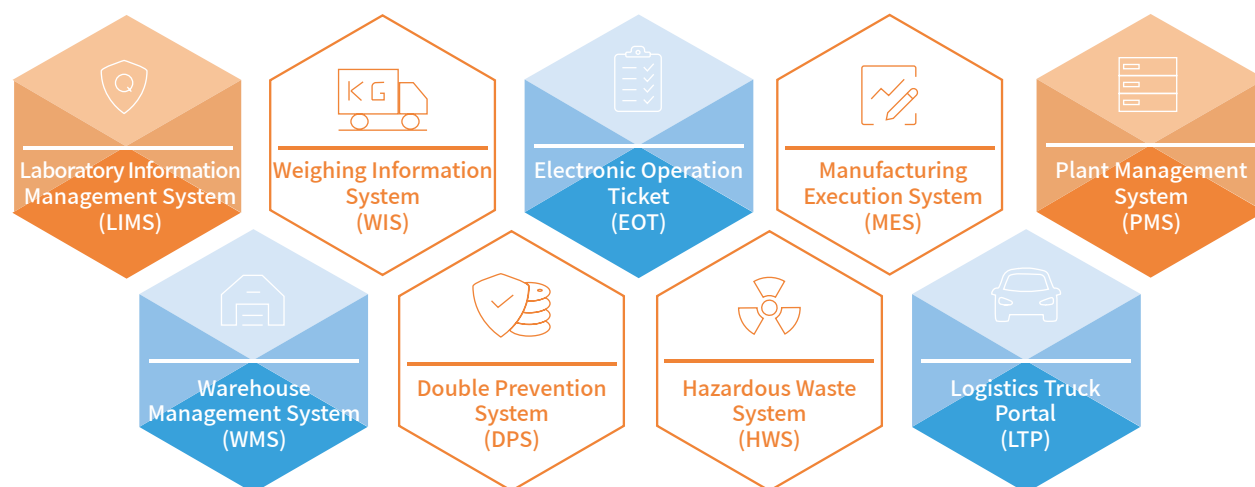 KG
Laboratory Information
Management System
(LIMS)
Weighing Information
System
(WIS)
Electronic Operation
Ticket
(EOT)
Manufacturing
Execution System
(MES)
Plant Management
System
(PMS)
Warehouse
Management System
(WMS)
Double Prevention
System
(DPS)
Hazardous Waste
System
(HWS)
Logistics Truck
Portal
(LTP)